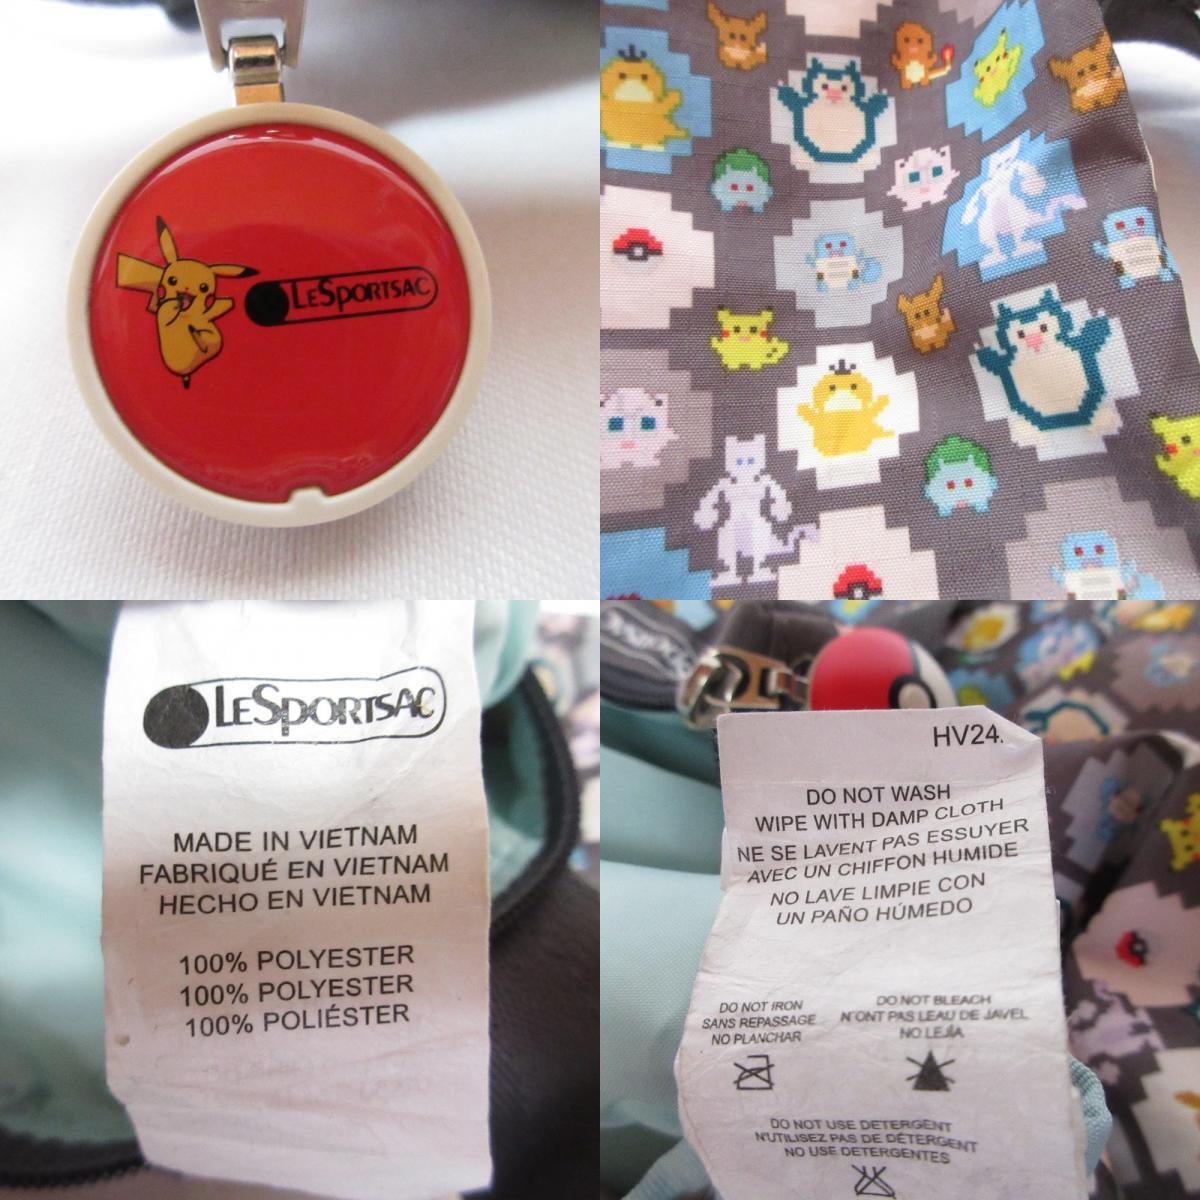 LeSportsac
LeSportsac
MADE IN VIETNAM
FABRIQUÉ EN VIETNAM
HECHO EN VIETNAM
100% POLYESTER
100% POLYESTER
100% POLIÉSTER
HV24
DO NOT WASH
WIPE WITH DAMP CLOTH
NE SE LAVENT PAS ESSUYER
AVEC UN CHIFFON HUMIDE
NO LAVE LIMPIE CON
UN PAÑO HÚMEDO
DO NOT IRON
SANS REPASSAGE
NO PLANCHAR
DO NOT BLEACH
N'ONT PAS LEAU DE JAVEL
NO LEJÍA
DO NOT USE DETERGENT
N'UTILISEZ PAS DE DÉTERGENT
NO USE DETERGENTES